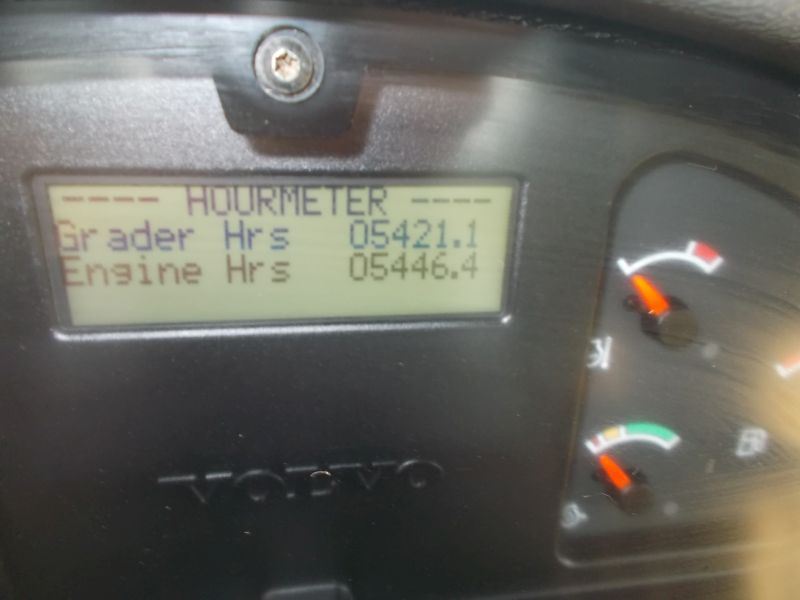 ---- HOURMETER ----
Grader Hrs 05421.1
Engine Hrs 05446.4
VOLVO